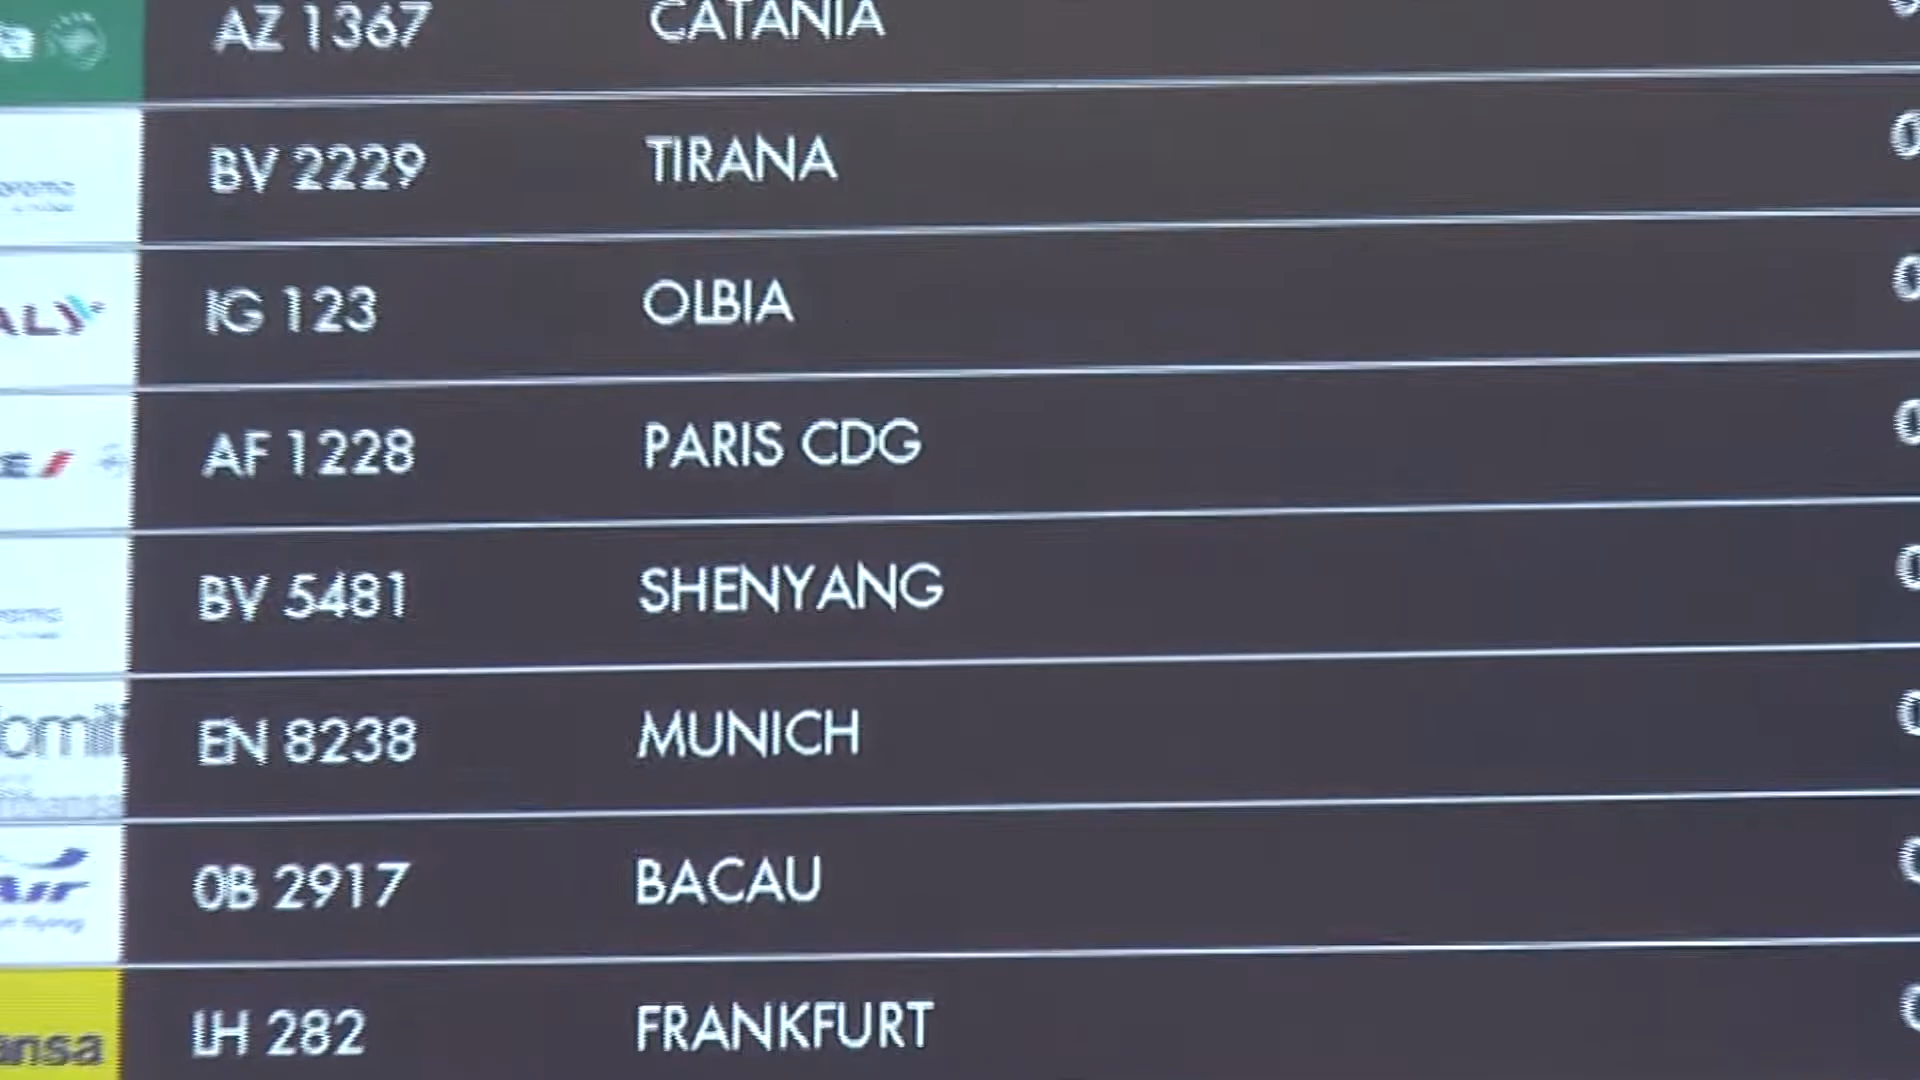 AZ 1367 CATANIA
BV 2229 TIRANA
IG 123 OLBIA
AF 1228 PARIS CDG
BV 5481 SHENYANG
EN 8238 MUNICH
0B 2917 BACAU
LH 282 FRANKFURT